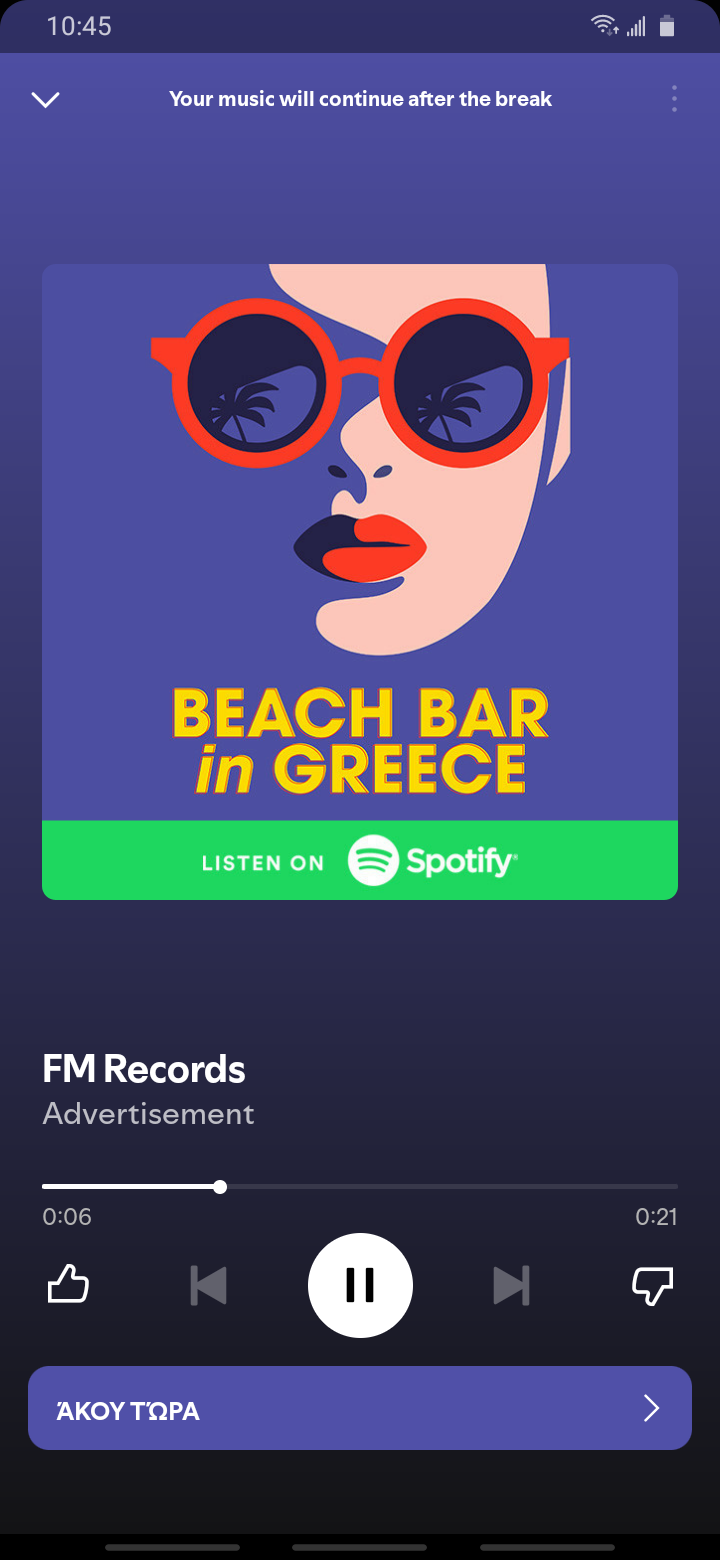 10:45
Your music will continue after the break
BEACH BAR
in GREECE
LISTEN ON Spotify®
FM Records
Advertisement
0:06 0:21
ΆΚΟΥ ΤΏΡΑ